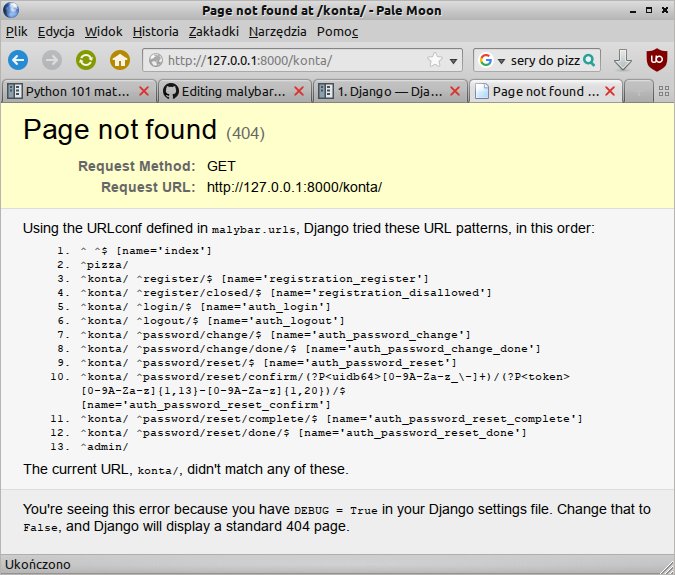 Page not found at /konta/ - Pale Moon
Plik Edycja Widok Historia Zakładki Narzędzia Pomoc
http://127.0.0.1:8000/konta/ sery do pizz
Python 101 mat... Editing malybar... 1. Django — Dja... Page not found ...
Page not found (404)
Request Method: GET
Request URL: http://127.0.0.1:8000/konta/
Using the URLconf defined in malybar.urls, Django tried these URL patterns, in this order:
1. ^ ^$ [name='index']
2. ^pizza/
3. ^konta/ ^register/$ [name='registration_register']
4. ^konta/ ^register/closed/$ [name='registration_disallowed']
5. ^konta/ ^login/$ [name='auth_login']
6. ^konta/ ^logout/$ [name='auth_logout']
7. ^konta/ ^password/change/$ [name='auth_password_change']
8. ^konta/ ^password/change/done/$ [name='auth_password_change_done']
9. ^konta/ ^password/reset/$ [name='auth_password_reset']
10. ^konta/ ^password/reset/confirm/(?P<uidb64>[0-9A-Za-z_\-]+)/(?P<token>
[0-9A-Za-z]{1,13}-[0-9A-Za-z]{1,20})/$
[name='auth_password_reset_confirm']
11. ^konta/ ^password/reset/complete/$ [name='auth_password_reset_complete']
12. ^konta/ ^password/reset/done/$ [name='auth_password_reset_done']
13. ^admin/
The current URL, konta/, didn't match any of these.
You're seeing this error because you have DEBUG = True in your Django settings file. Change that to
False, and Django will display a standard 404 page.
Ukończono